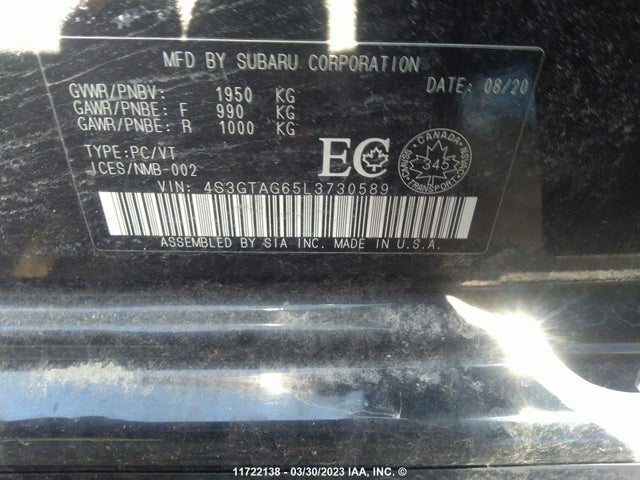 MFD BY SUBARU CORPORATION
GVWR/PNBV: 1950 KG DATE: 08/20
GAWR/PNBE: F 990 KG
GAWR/PNBE: R 1000 KG
TYPE:PC/VT
ICES/NMB-002
EC
CANADA
343
TRANSPORT
VIN: 4S3GTAG65L3730589
ASSEMBLED BY SIA INC. MADE IN U.S.A.
11722138 - 03/30/2023 IAA, INC. ©